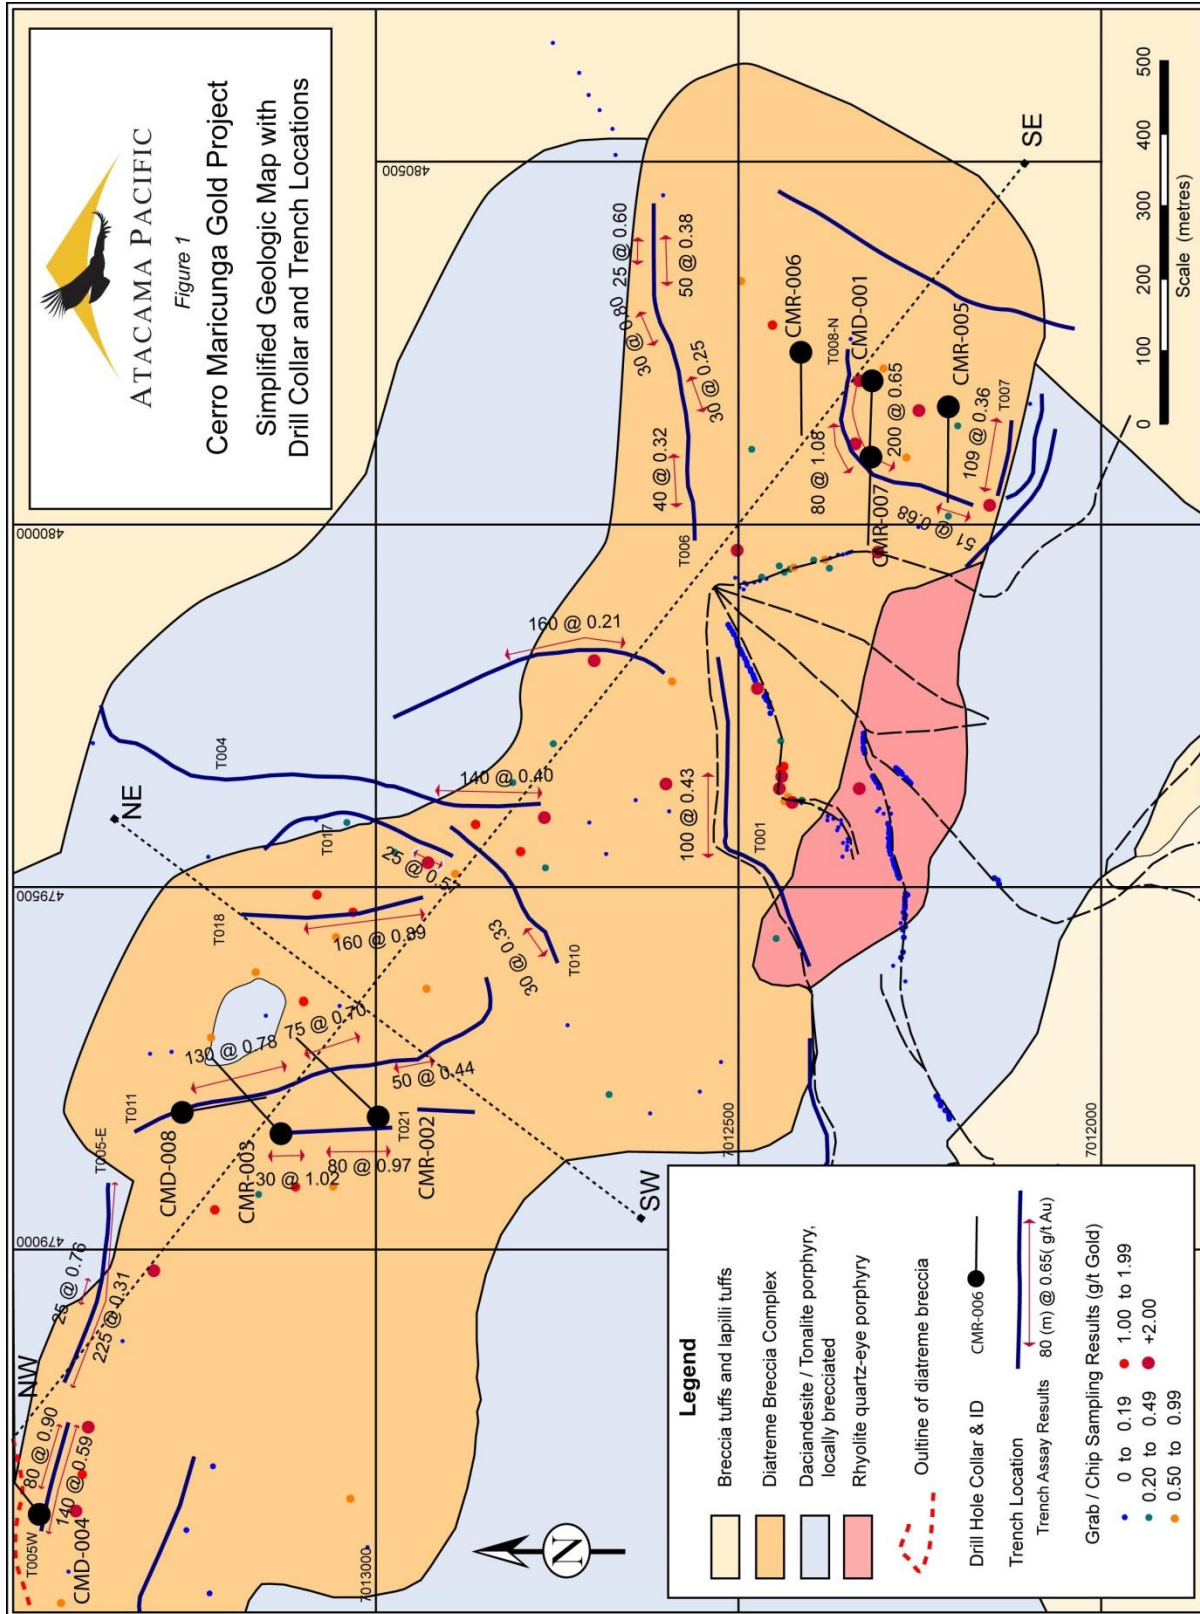 ATACAMA PACIFIC
Figure 1
Cerro Maricunga Gold Project
Simplified Geologic Map with
Drill Collar and Trench Locations
NW
NE
SW
SE
N
479000
479500
480000
480500
7013000
7012500
7012000
T005W
80 @ 0.90
140 @ 0.59
CMD-004
25 @ 0.76
225 @ 0.31
T005-E
T011
CMD-008
130 @ 0.78
CMR-003
30 @ 1.02
75 @ 0.70
80 @ 0.97
T021
50 @ 0.44
CMR-002
T018
160 @ 0.89
T017
25 @ 0.57
T010
30 @ 0.33
T004
140 @ 0.40
160 @ 0.21
T001
100 @ 0.43
T006
40 @ 0.32
30 @ 0.25
30 @ 0.80
25 @ 0.60
50 @ 0.38
CMR-006
T008-N
CMD-001
80 @ 1.08
200 @ 0.65
CMR-007
CMR-005
51 @ 0.68
109 @ 0.36
T007
Legend
Breccia tuffs and lapilli tuffs
Diatreme Breccia Complex
Daciandesite / Tonalite porphyry,
locally brecciated
Rhyolite quartz-eye porphyry
Oultine of diatreme breccia
Drill Hole Collar & ID
CMR-006
Trench Location
Trench Assay Results
80 (m) @ 0.65( g/t Au)
Grab / Chip Sampling Results (g/t Gold)
0 to 0.19
0.20 to 0.49
0.50 to 0.99
1.00 to 1.99
+2.00
0 100 200 300 400 500
Scale (metres)